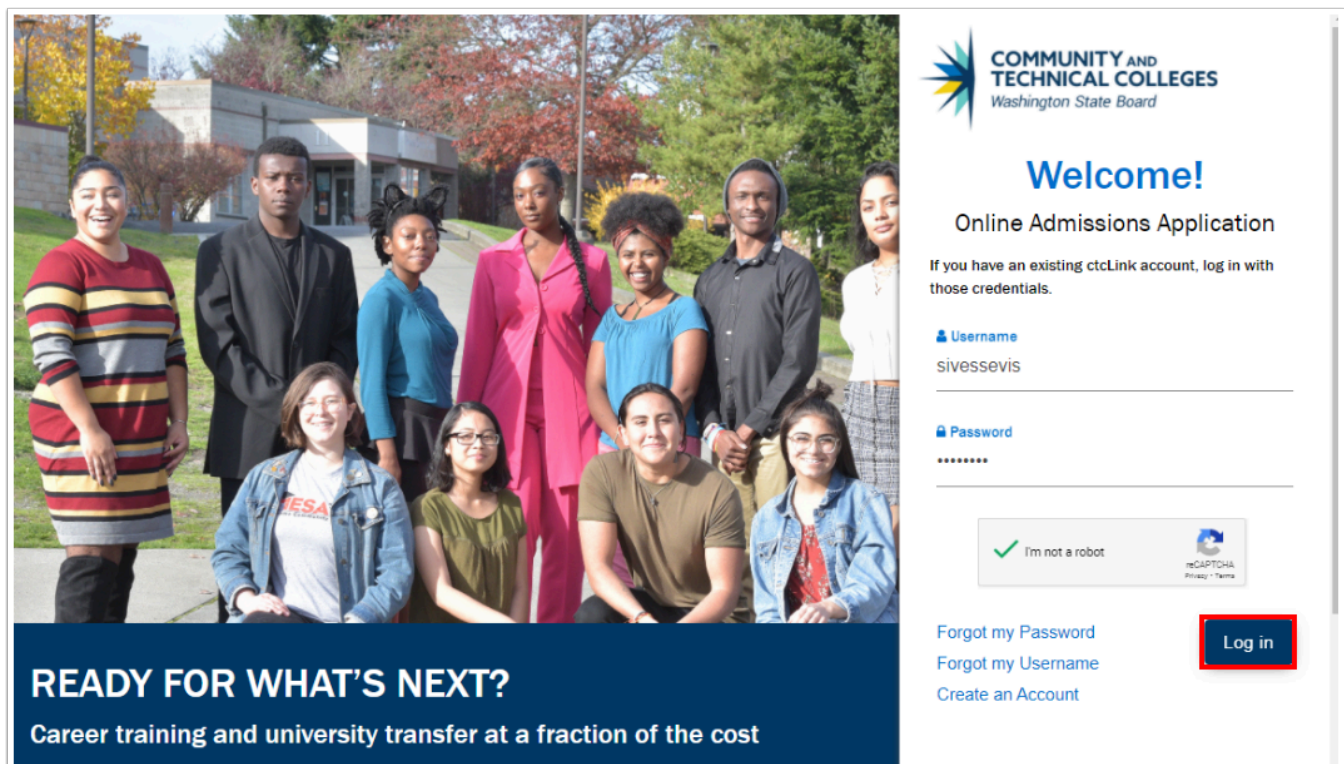 COMMUNITY AND
TECHNICAL COLLEGES
Washington State Board
Welcome!
Online Admissions Application
If you have an existing ctcLink account, log in with
those credentials.
Username
sivessevis
Password
••••••••
I'm not a robot
reCAPTCHA
Privacy - Terms
Forgot my Password
Log in
Forgot my Username
Create an Account
MESA
READY FOR WHAT'S NEXT?
Career training and university transfer at a fraction of the cost